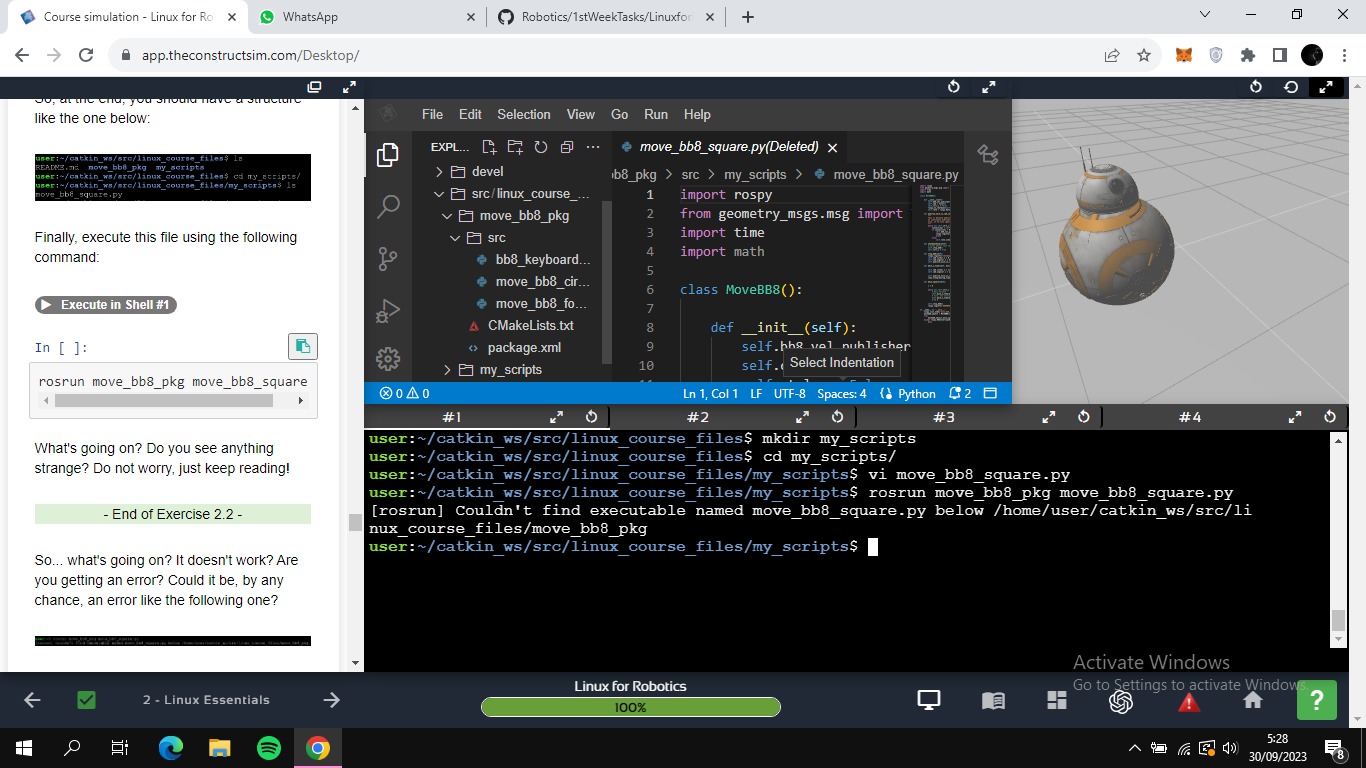 Course simulation - Linux for Ro
WhatsApp
Robotics/1stWeekTasks/Linuxfor
app.theconstructsim.com/Desktop/
So, at the end, you should have a structure
like the one below:
user:~/catkin_ws/src/linux_course_files$ ls
README.md move_bb8_pkg my_scripts
user:~/catkin_ws/src/linux_course_files$ cd my_scripts/
user:~/catkin_ws/src/linux_course_files/my_scripts$ ls
move_bb8_square.py
Finally, execute this file using the following
command:
Execute in Shell #1
In [ ]:
rosrun move_bb8_pkg move_bb8_square
What's going on? Do you see anything
strange? Do not worry, just keep reading!
- End of Exercise 2.2 -
So... what's going on? It doesn't work? Are
you getting an error? Could it be, by any
chance, an error like the following one?
File Edit Selection View Go Run Help
EXPL...
devel
src/linux_course_...
move_bb8_pkg
src
bb8_keyboard...
move_bb8_cir...
move_bb8_fo...
CMakeLists.txt
package.xml
my_scripts
move_bb8_square.py(Deleted)
bb8_pkg > src > my_scripts > move_bb8_square.py
1 import rospy
2 from geometry_msgs.msg import
3 import time
4 import math
5
6 class MoveBB8():
7
8 def __init__(self):
9 self.bb8_vel_publisher
10 self.
Select Indentation
0 0 Ln 1, Col 1 LF UTF-8 Spaces: 4 Python 2
#1 #2 #3 #4
user:~/catkin_ws/src/linux_course_files$ mkdir my_scripts
user:~/catkin_ws/src/linux_course_files$ cd my_scripts/
user:~/catkin_ws/src/linux_course_files/my_scripts$ vi move_bb8_square.py
user:~/catkin_ws/src/linux_course_files/my_scripts$ rosrun move_bb8_pkg move_bb8_square.py
[rosrun] Couldn't find executable named move_bb8_square.py below /home/user/catkin_ws/src/li
nux_course_files/move_bb8_pkg
user:~/catkin_ws/src/linux_course_files/my_scripts$
Activate Windows
Go to Settings to activate Windows.
2 - Linux Essentials
Linux for Robotics
100%
?
5:28
30/09/2023
8